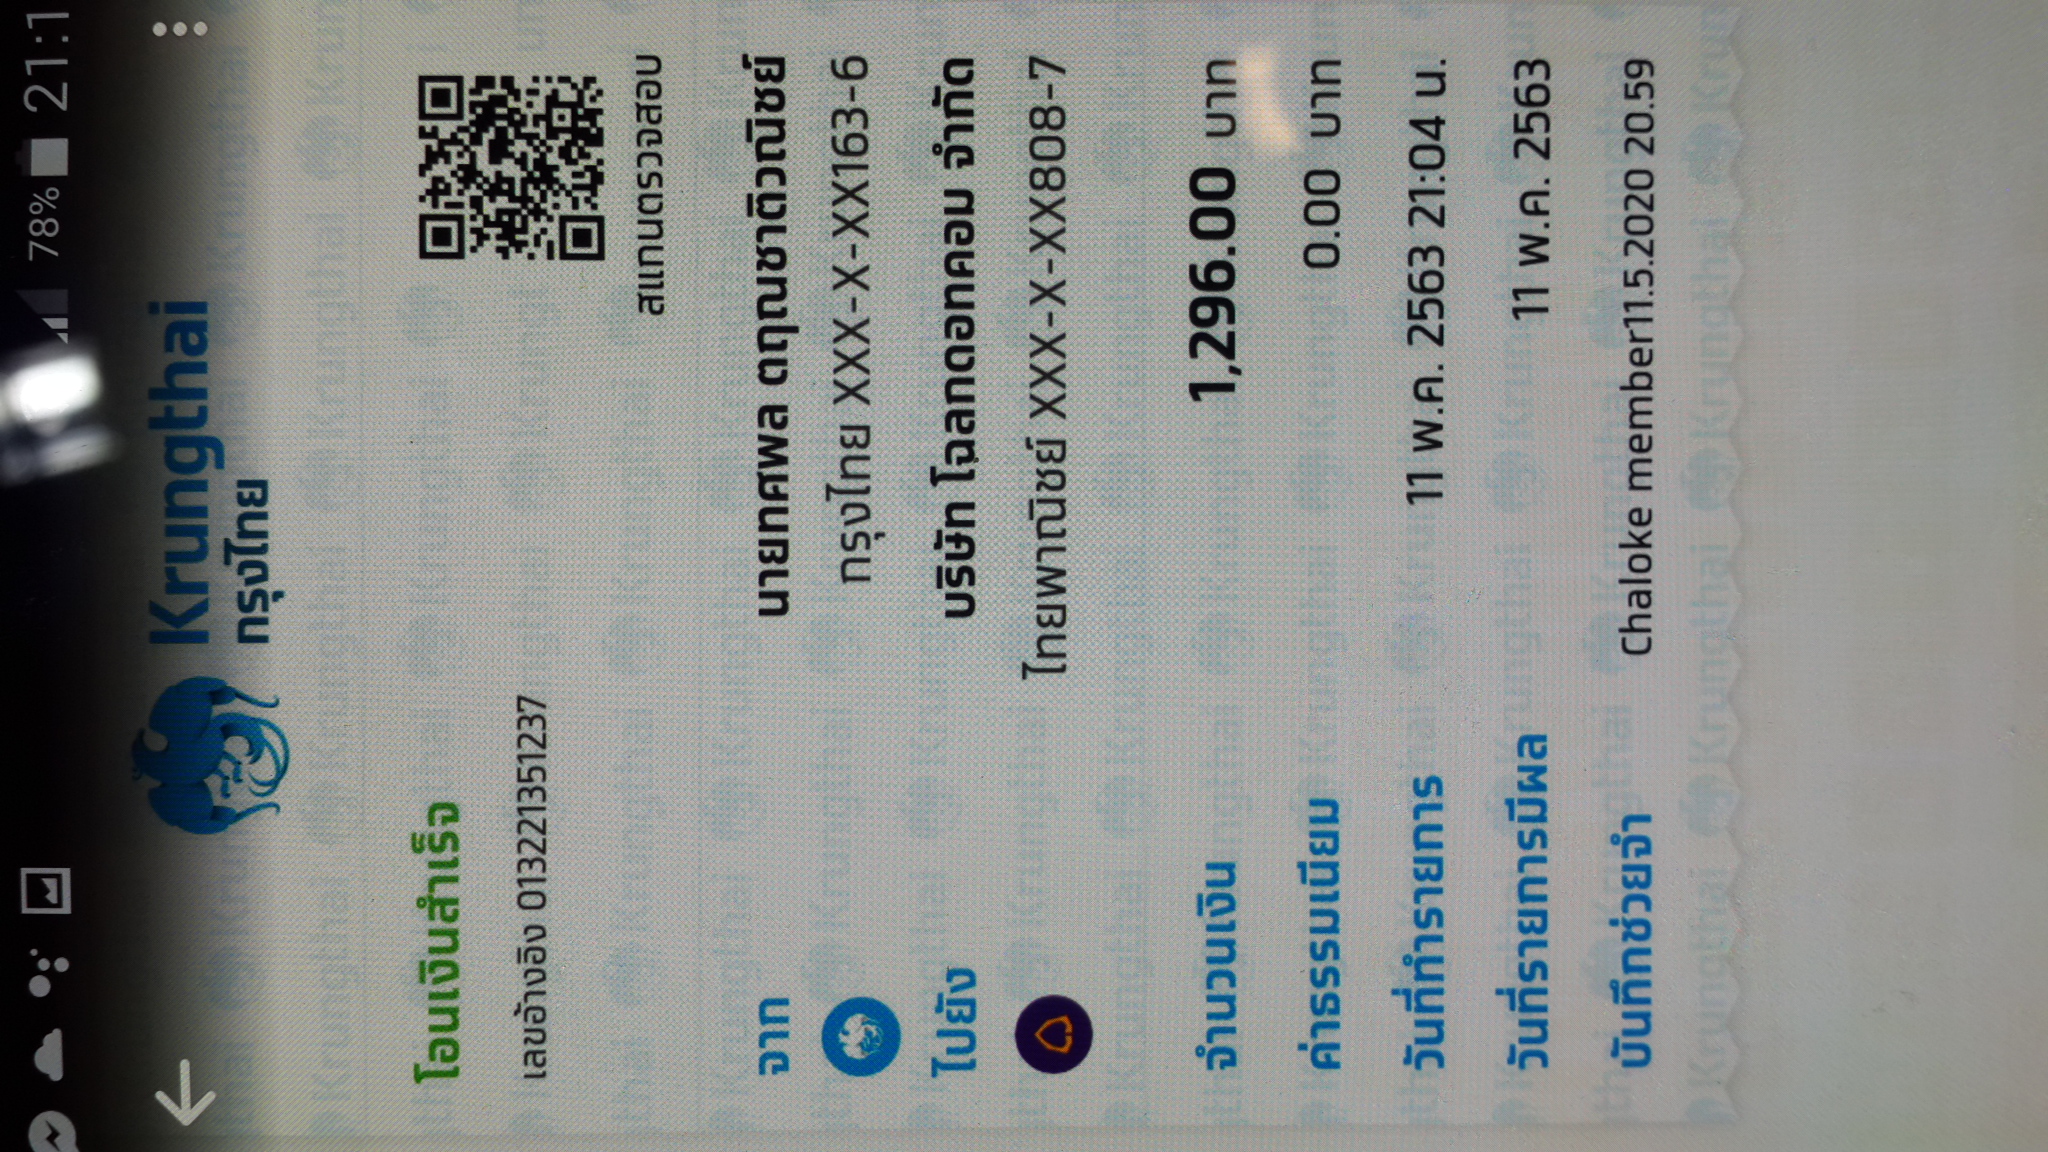 78% 21:1
Krungthai
กรุงไทย
โอนเงินสำเร็จ
เลขอ้างอิง 013221351237
สแกนตรวจสอบ
จาก นายทศพล ตฤณชาติวณิชย์
กรุงไทย XXX-X-XX163-6
ไปยัง บริษัท โฉลกดอทคอม จำกัด
ไทยพาณิชย์ XXX-X-XX808-7
จำนวนเงิน 1,296.00 บาท
ค่าธรรมเนียม 0.00 บาท
วันที่ทำรายการ 11 พ.ค. 2563 21:04 น.
วันที่รายการมีผล 11 พ.ค. 2563
บันทึกช่วยจำ Chaloke member11.5.2020 20.59